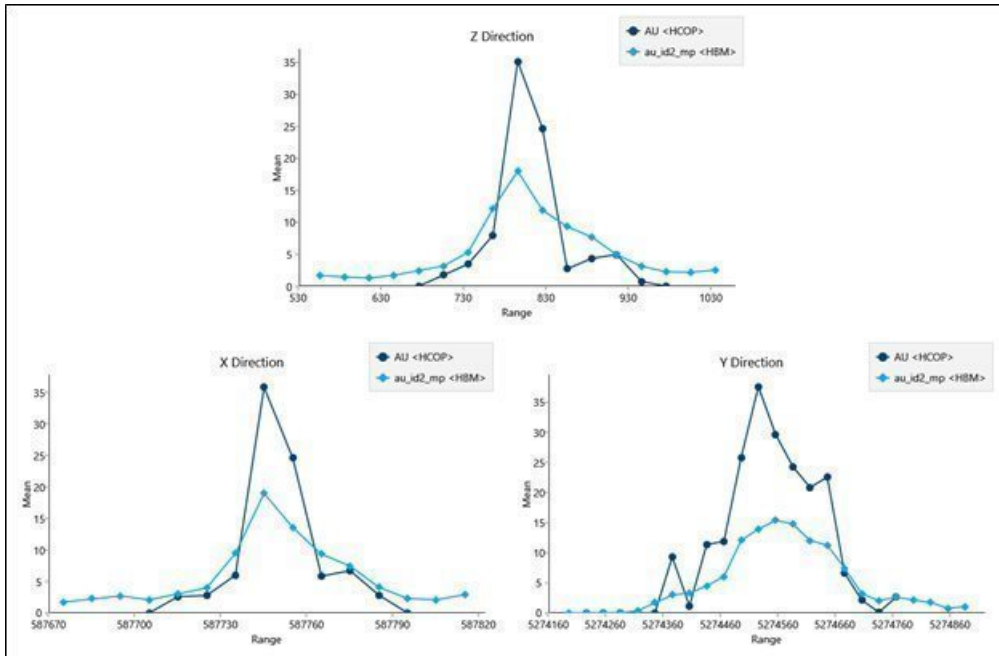 Z Direction
AU <HCOP>
au_id2_mp <HBM>
Mean
35
30
25
20
15
10
5
0
530 630 730 830 930 1030
Range
X Direction
AU <HCOP>
au_id2_mp <HBM>
Mean
35
30
25
20
15
10
5
0
587670 587700 587730 587760 587790 587820
Range
Y Direction
AU <HCOP>
au_id2_mp <HBM>
Mean
35
30
25
20
15
10
5
0
5274160 5274260 5274360 5274460 5274560 5274660 5274760 5274860
Range